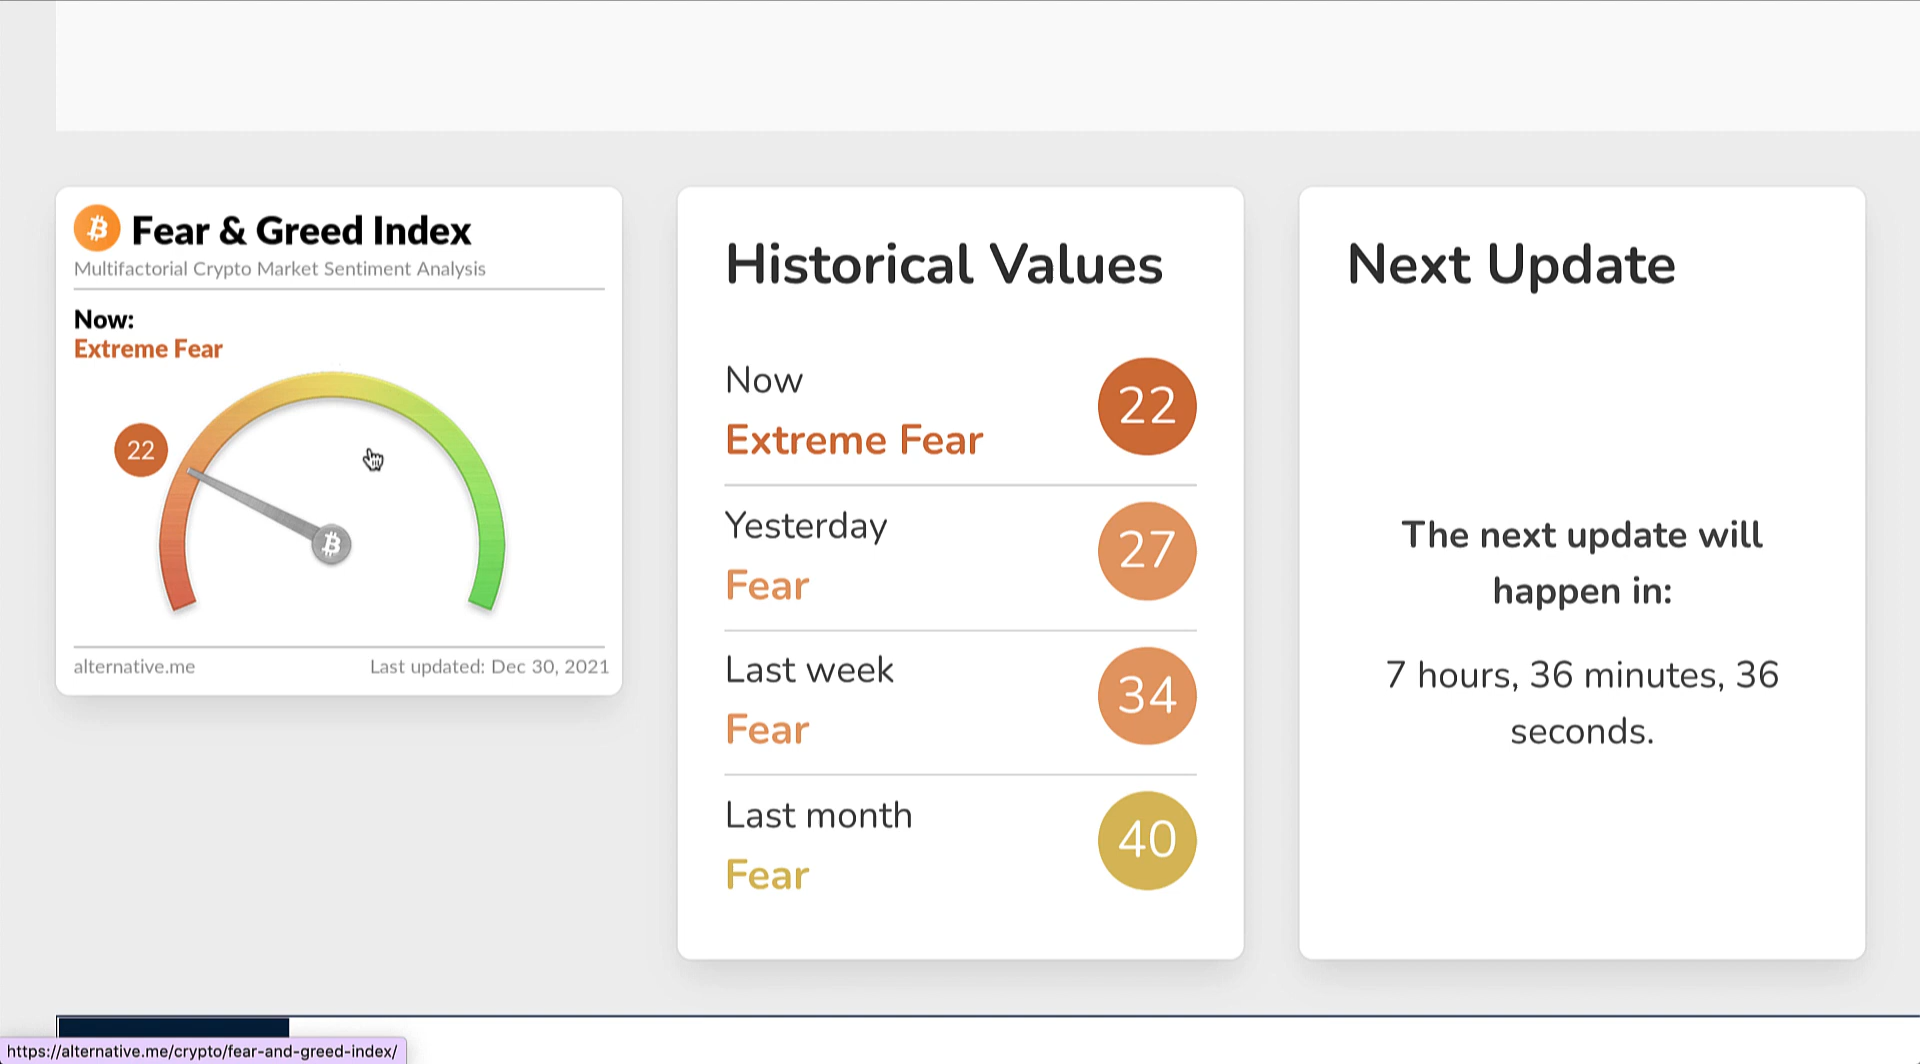 Fear & Greed Index
Multifactorial Crypto Market Sentiment Analysis
Now:
Extreme Fear
22
alternative.me
Last updated: Dec 30, 2021
Historical Values
Now
Extreme Fear
22
Yesterday
Fear
27
Last week
Fear
34
Last month
Fear
40
Next Update
The next update will
happen in:
7 hours, 36 minutes, 36
seconds.
https://alternative.me/crypto/fear-and-greed-index/